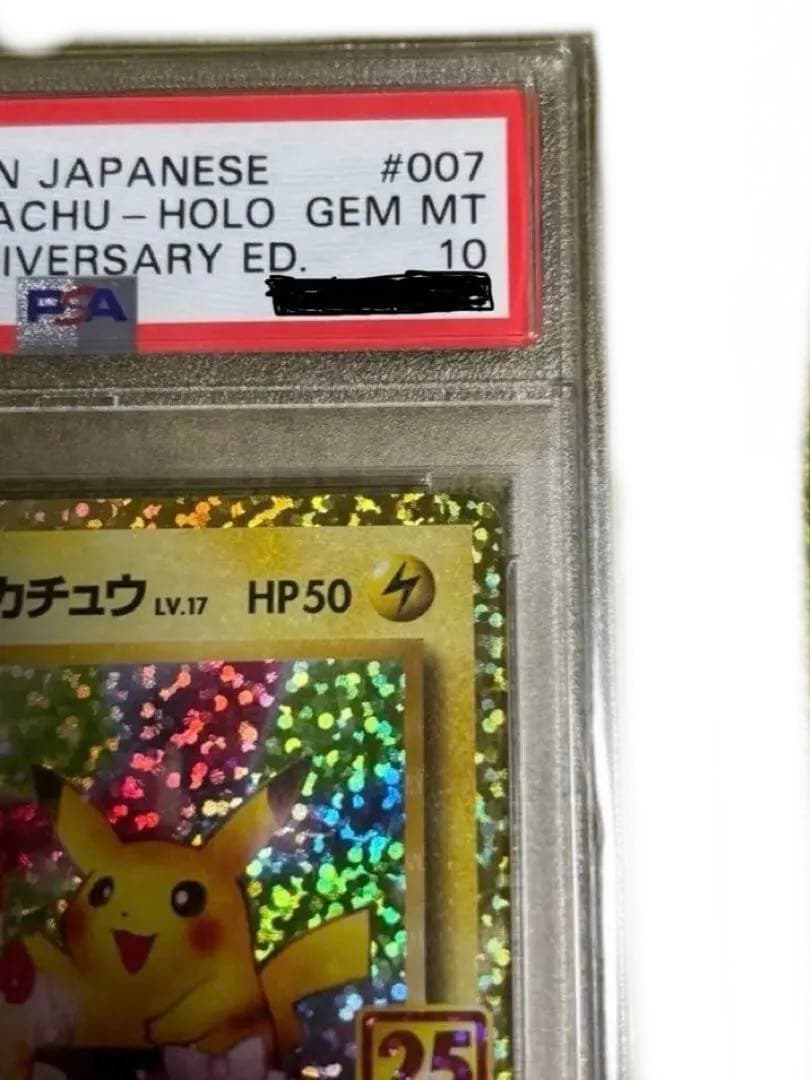 N JAPANESE #007
ACHU - HOLO GEM MT
IVERSARY ED. 10
PSA
カチュウ LV.17 HP50
25